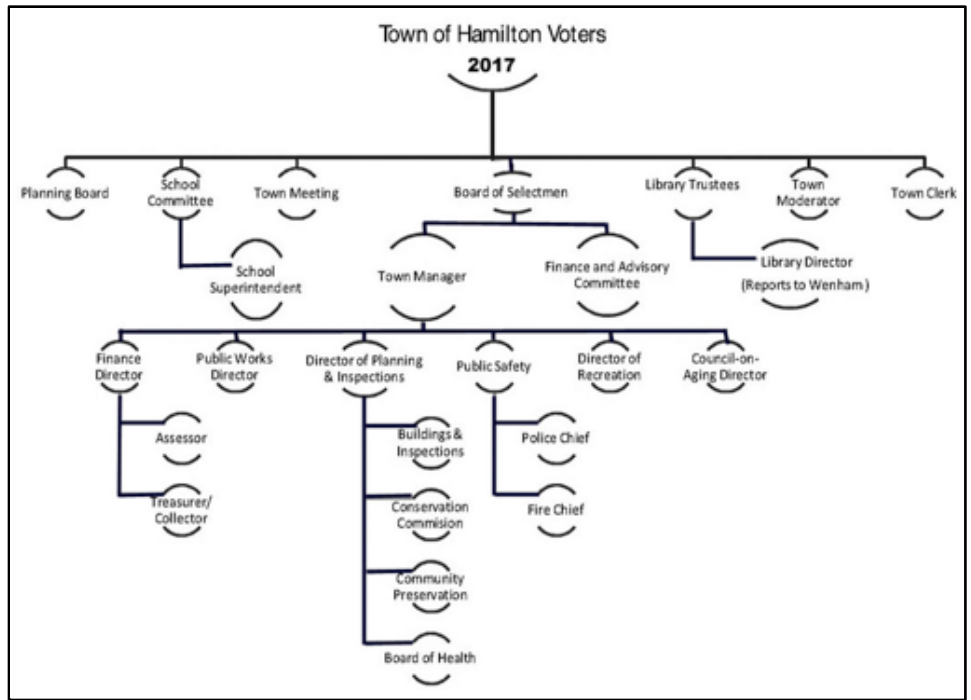 Town of Hamilton Voters
2017
Planning Board
School
Committee
Town Meeting
Board of Selectmen
Library Trustees
Town
Moderator
Town Clerk
School
Superintendent
Town Manager
Finance and Advisory
Committee
Library Director
(Reports to Wenham)
Finance
Director
Public Works
Director
Director of Planning
& Inspections
Public Safety
Director of
Recreation
Council-on-
Aging Director
Assessor
Treasurer/
Collector
Buildings &
Inspections
Conservation
Commision
Community
Preservation
Board of Health
Police Chief
Fire Chief